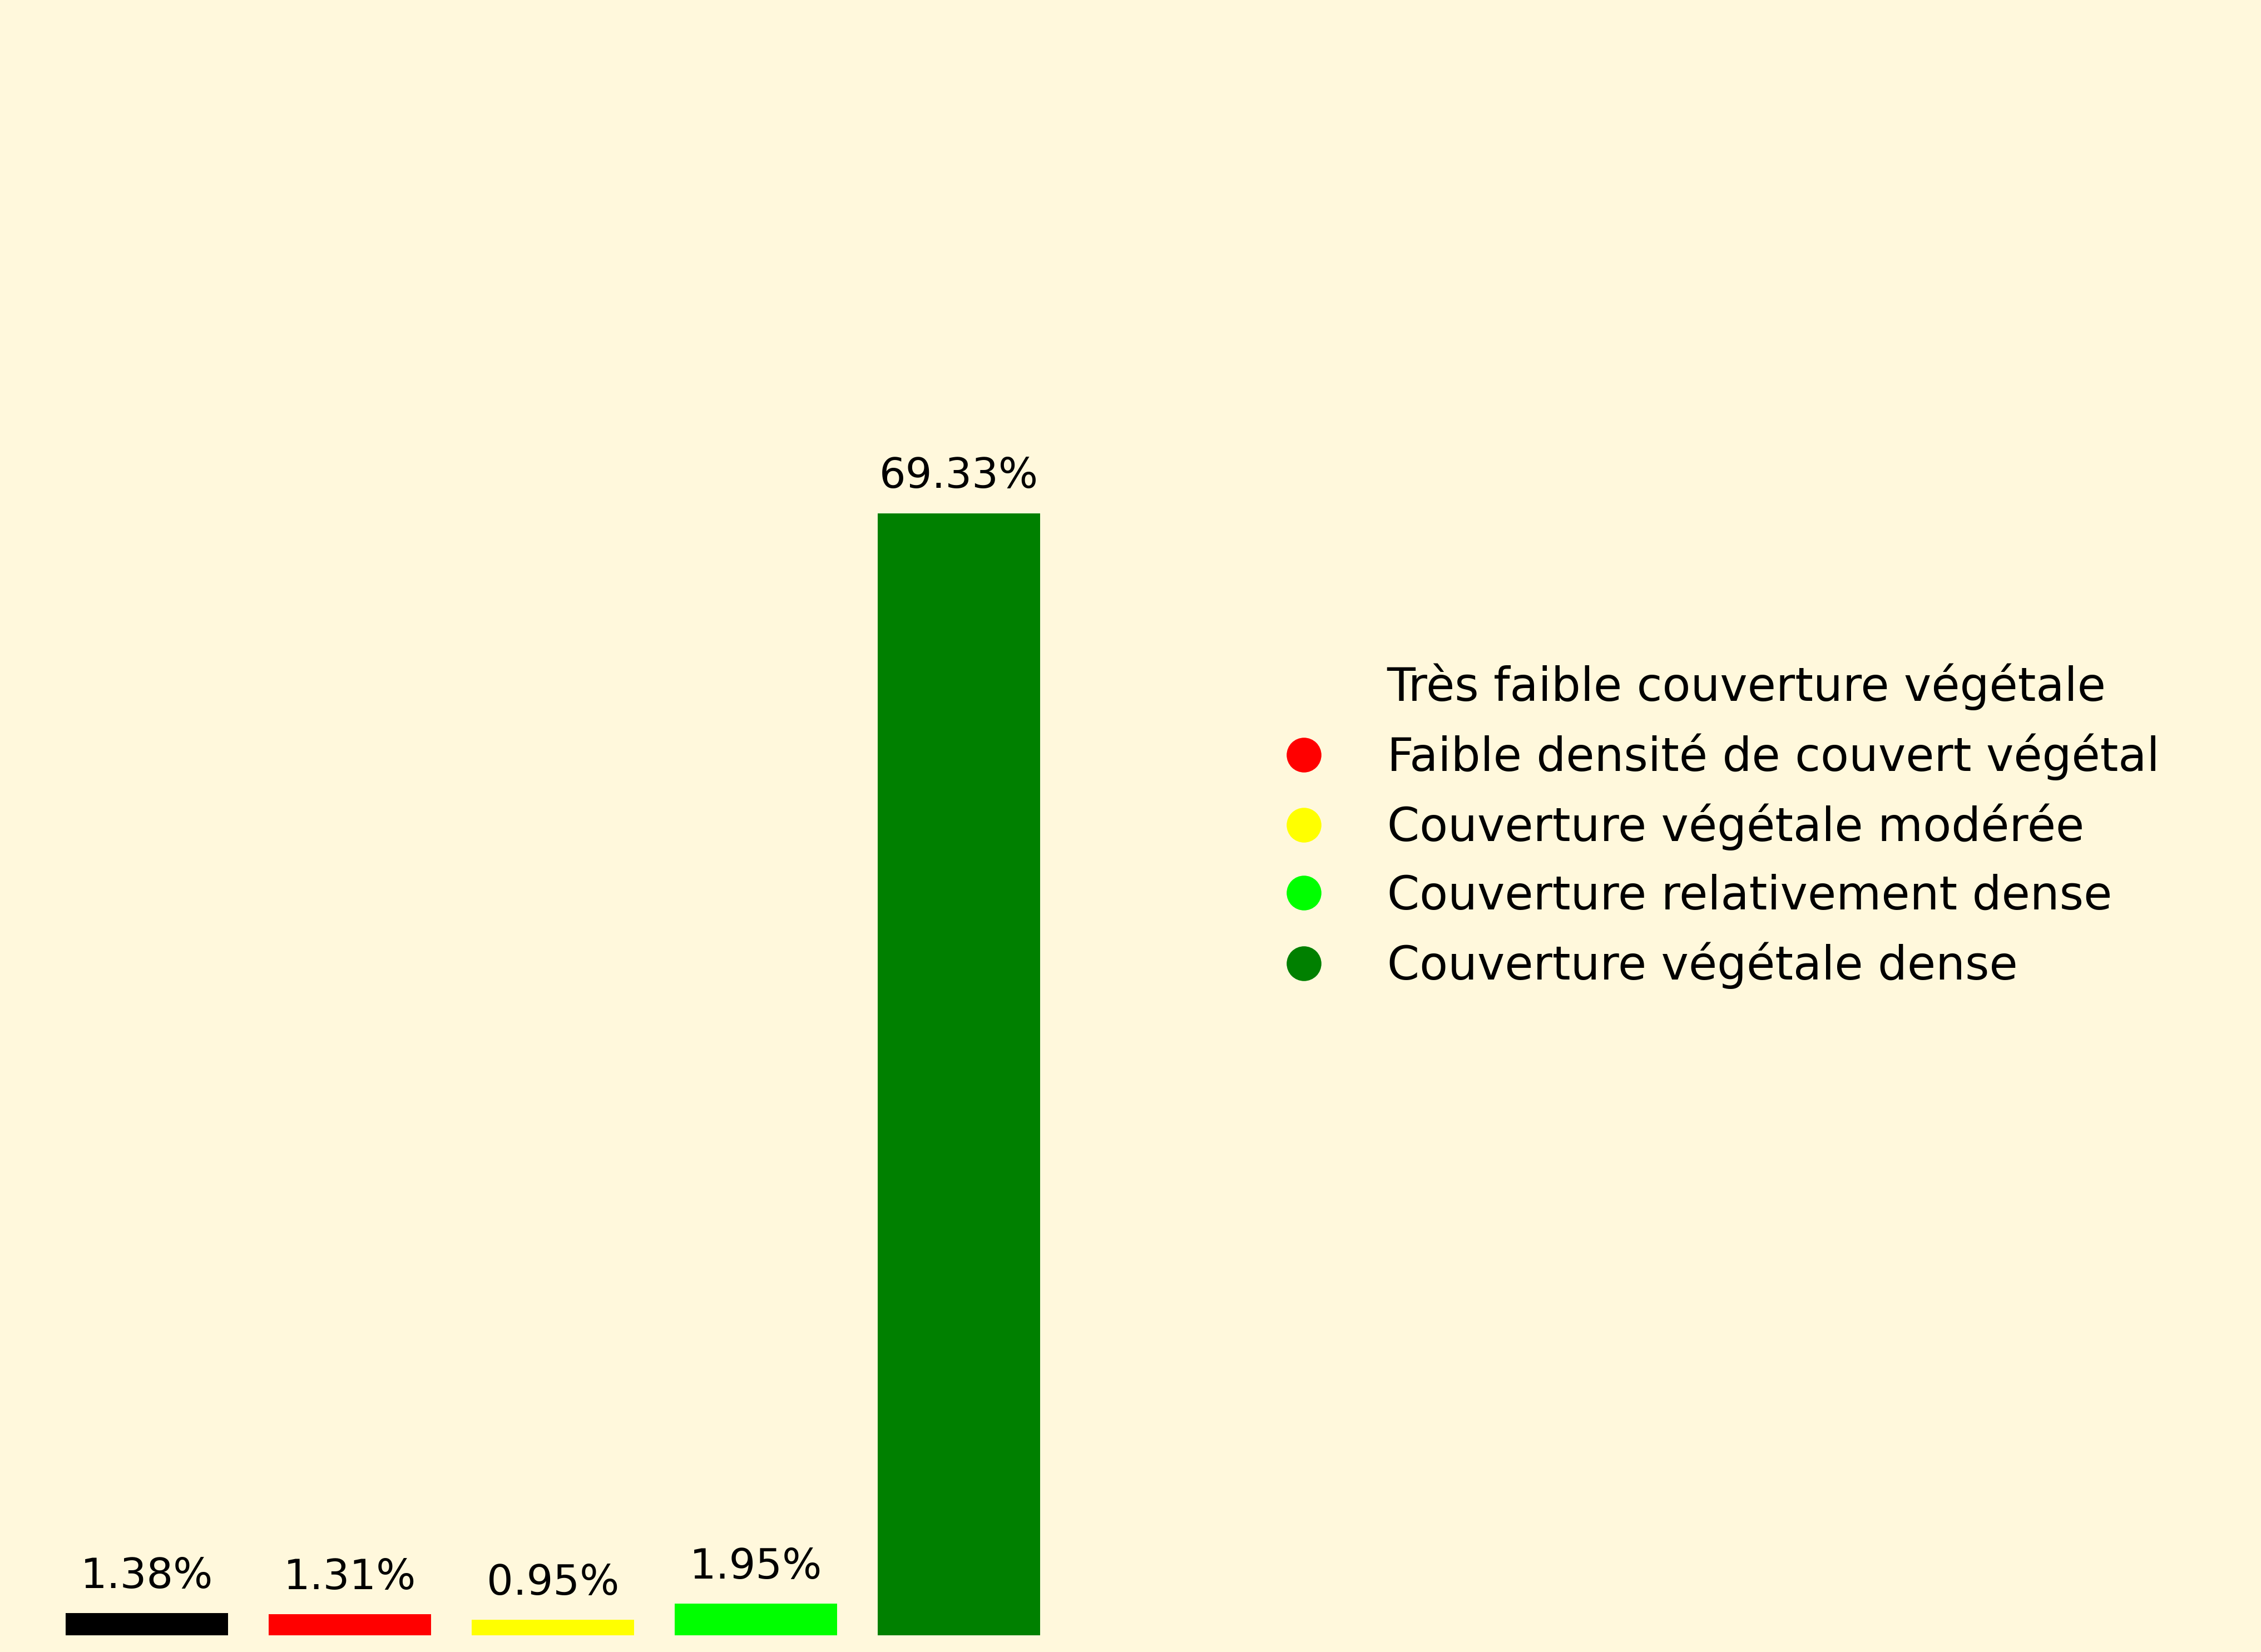 69.33%
Très faible couverture végétale
Faible densité de couvert végétal
Couverture végétale modérée
Couverture relativement dense
Couverture végétale dense
1.38%
1.31%
0.95%
1.95%